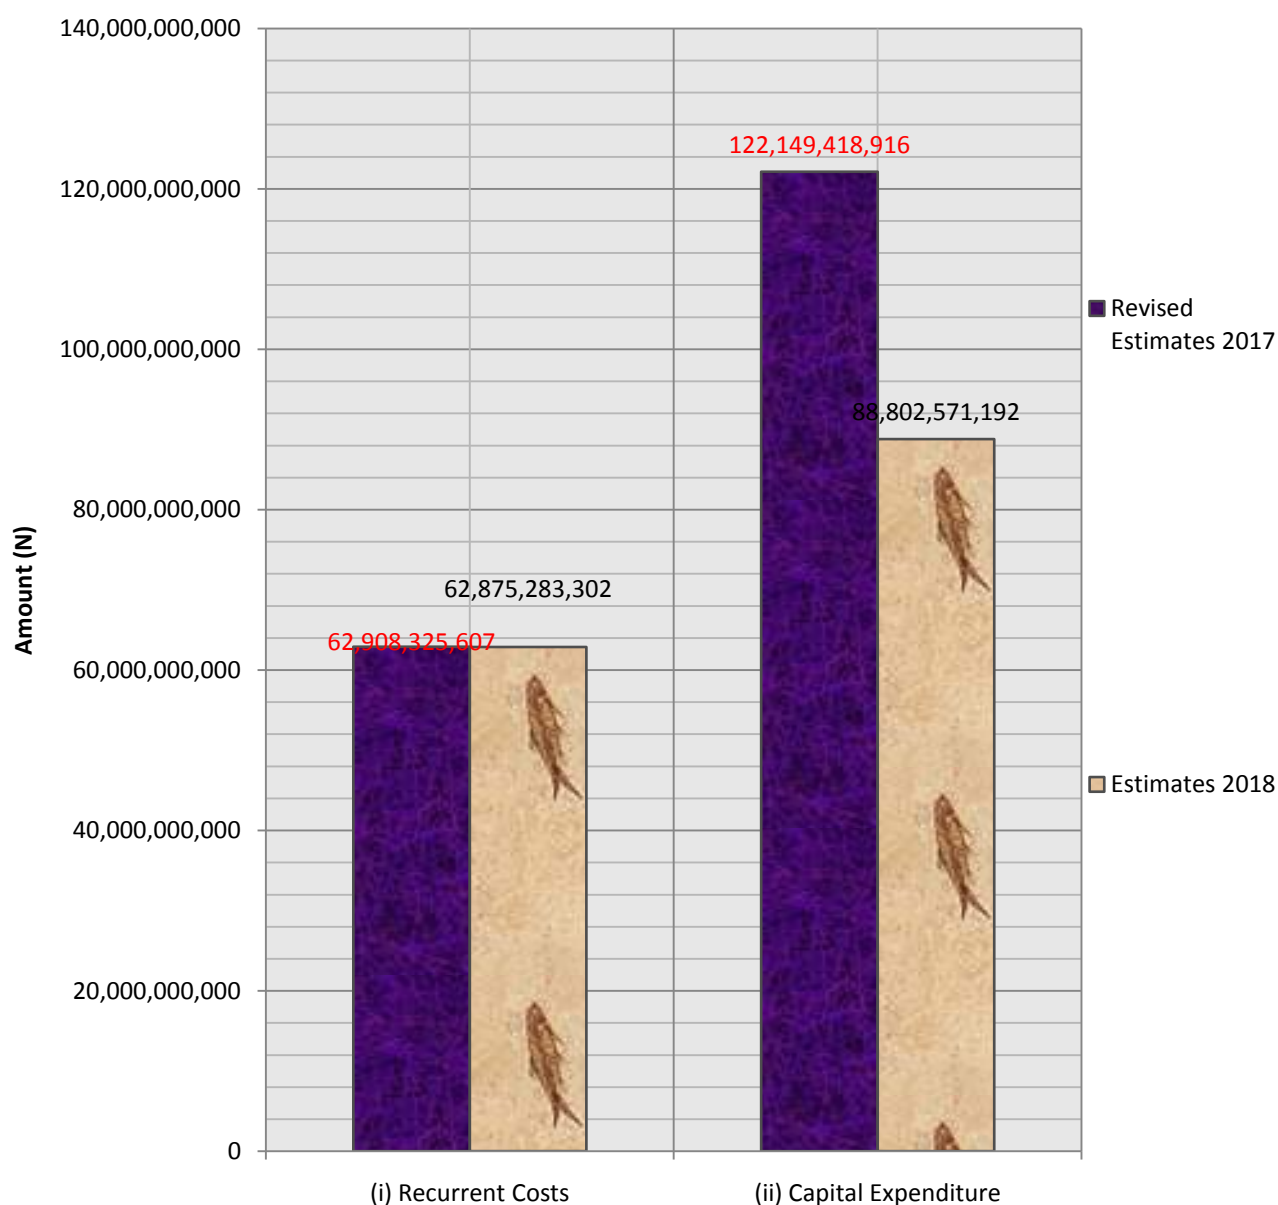 140,000,000,000
120,000,000,000
100,000,000,000
80,000,000,000
60,000,000,000
40,000,000,000
20,000,000,000
0
Amount (N)
122,149,418,916
88,802,571,192
62,875,283,302
62,908,325,607
(i) Recurrent Costs
(ii) Capital Expenditure
Revised
Estimates 2017
Estimates 2018